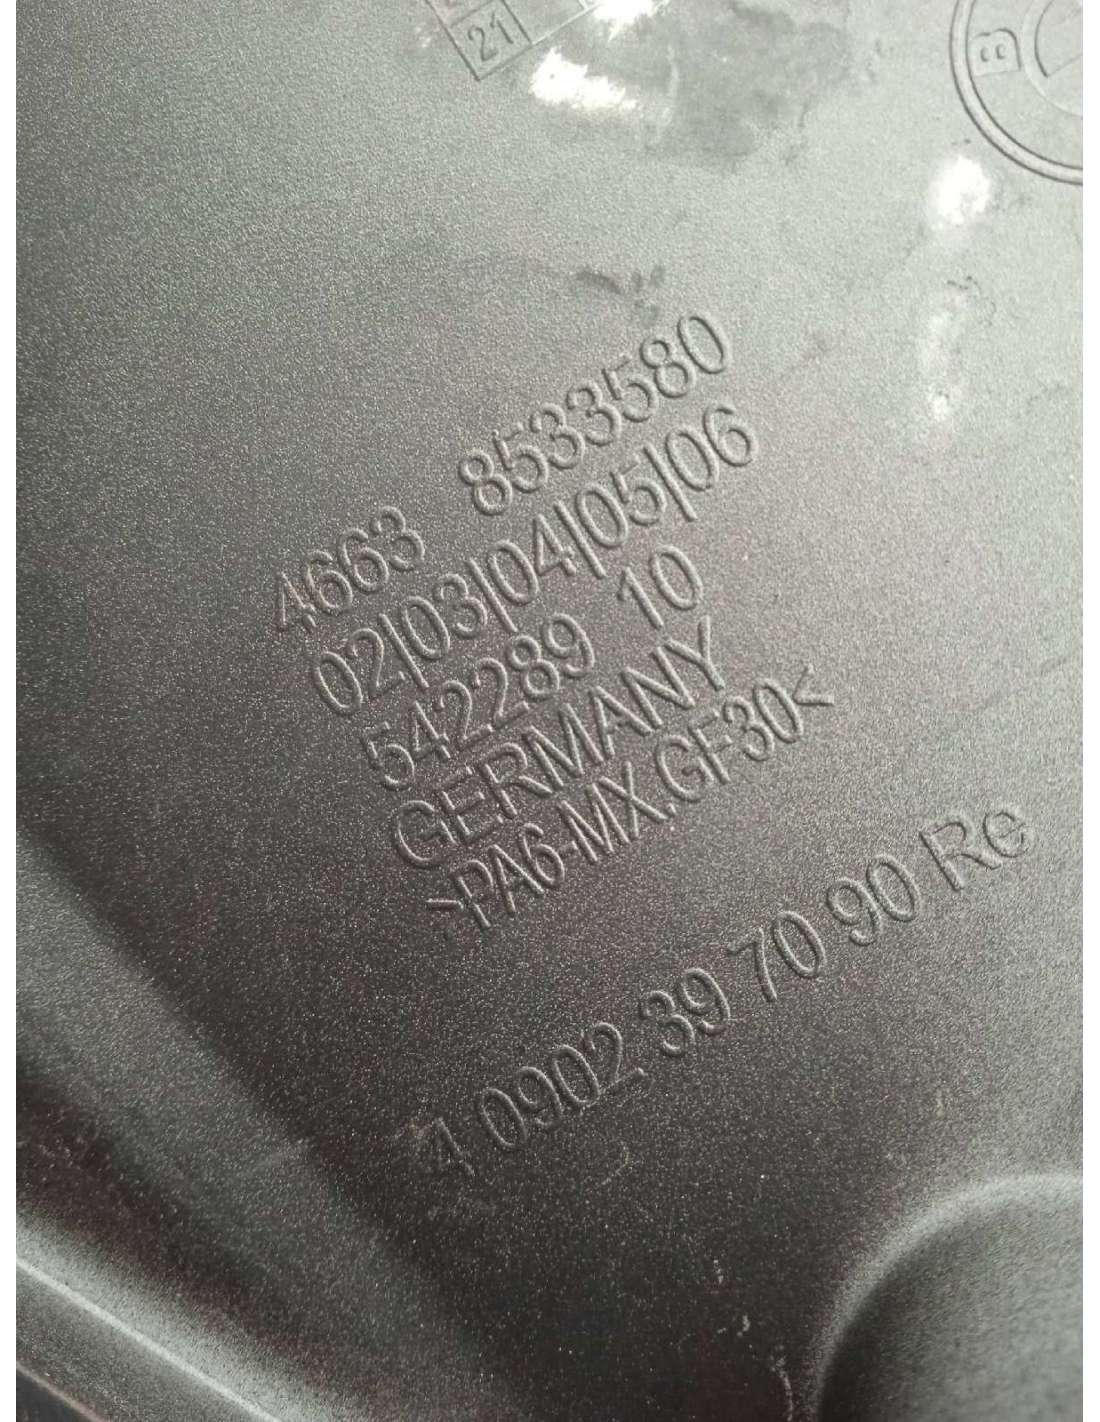 21
B
4663 8533580
02|03|04|05|06
542289 10
GERMANY
>PA6-MX.GF30<
4 0902 39 70 90 Re